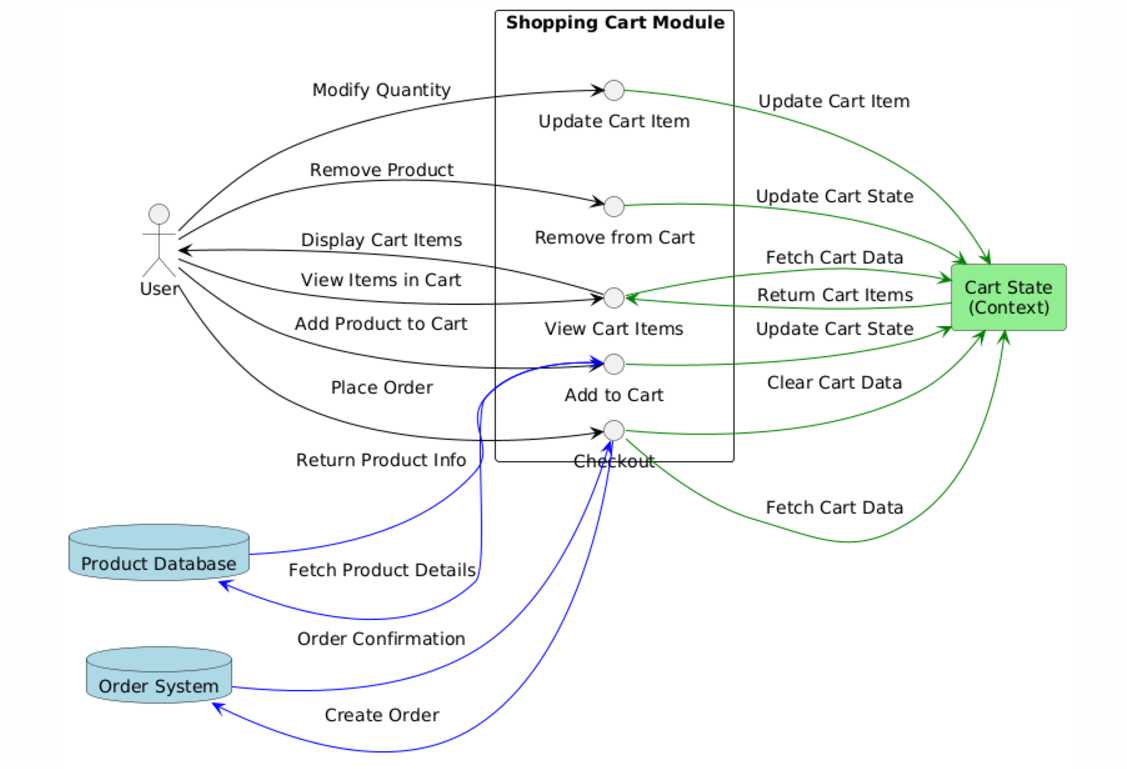 Shopping Cart Module
Modify Quantity
Update Cart Item
Update Cart Item
Remove Product
Update Cart State
Remove from Cart
Display Cart Items
Fetch Cart Data
View Items in Cart
User
Return Cart Items
Cart State
(Context)
Add Product to Cart
View Cart Items
Update Cart State
Place Order
Add to Cart
Clear Cart Data
Return Product Info
Checkout
Fetch Cart Data
Product Database
Fetch Product Details
Order Confirmation
Order System
Create Order